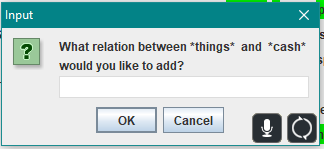 Input
?
What relation between *things*  and  *cash*
would you like to add?
OK Cancel